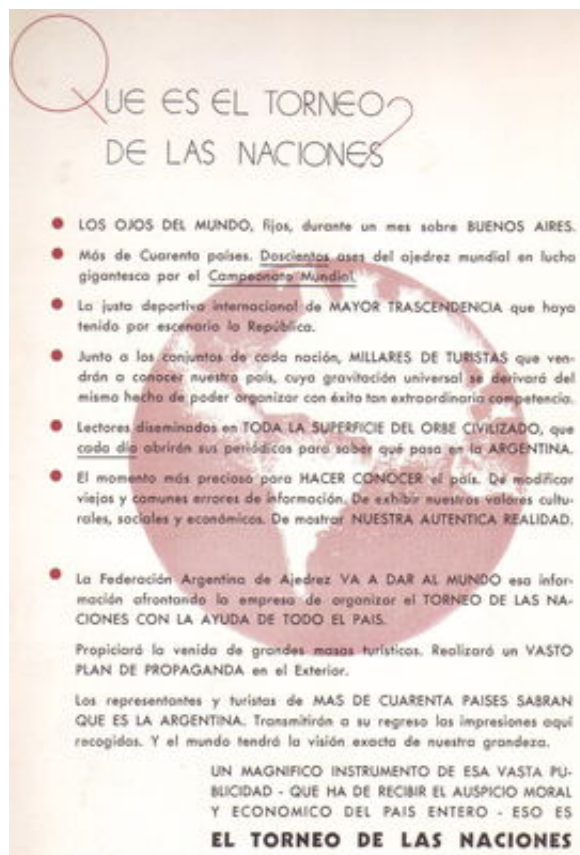 QUE ES EL TORNEO
DE LAS NACIONES?
LOS OJOS DEL MUNDO, fijos, durante un mes sobre BUENOS AIRES.
Más de Cuarenta países. Doscientos ases del ajedrez mundial en lucha
gigantesca por el Campeonato Mundial.
La justa deportiva internacional de MAYOR TRASCENDENCIA que haya
tenido por escenario la República.
Junto a los conjuntos de cada nación, MILLARES DE TURISTAS que ven-
drán a conocer nuestro país, cuya gravitación universal se derivará del
mismo hecho de poder organizar con éxito tan extraordinaria competencia.
Lectores diseminados en TODA LA SUPERFICIE DEL ORBE CIVILIZADO, que
cada día abrirán sus periódicos para saber qué pasa en la ARGENTINA.
El momento más precioso para HACER CONOCER el país. De modificar
viejos y comunes errores de información. De exhibir nuestros valores cultu-
rales, sociales y económicos. De mostrar NUESTRA AUTENTICA REALIDAD.
La Federación Argentina de Ajedrez VA A DAR AL MUNDO esa infor-
mación afrontando la empresa de organizar el TORNEO DE LAS NA-
CIONES CON LA AYUDA DE TODO EL PAIS.
Propiciará la venida de grandes masas turísticas. Realizará un VASTO
PLAN DE PROPAGANDA en el Exterior.
Los representantes y turistas de MAS DE CUARENTA PAISES SABRAN
QUE ES LA ARGENTINA. Transmitirán a su regreso las impresiones aquí
recogidas. Y el mundo tendrá la visión exacta de nuestra grandeza.
UN MAGNIFICO INSTRUMENTO DE ESA VASTA PU-
BLICIDAD - QUE HA DE RECIBIR EL AUSPICIO MORAL
Y ECONOMICO DEL PAIS ENTERO - ESO ES
EL TORNEO DE LAS NACIONES